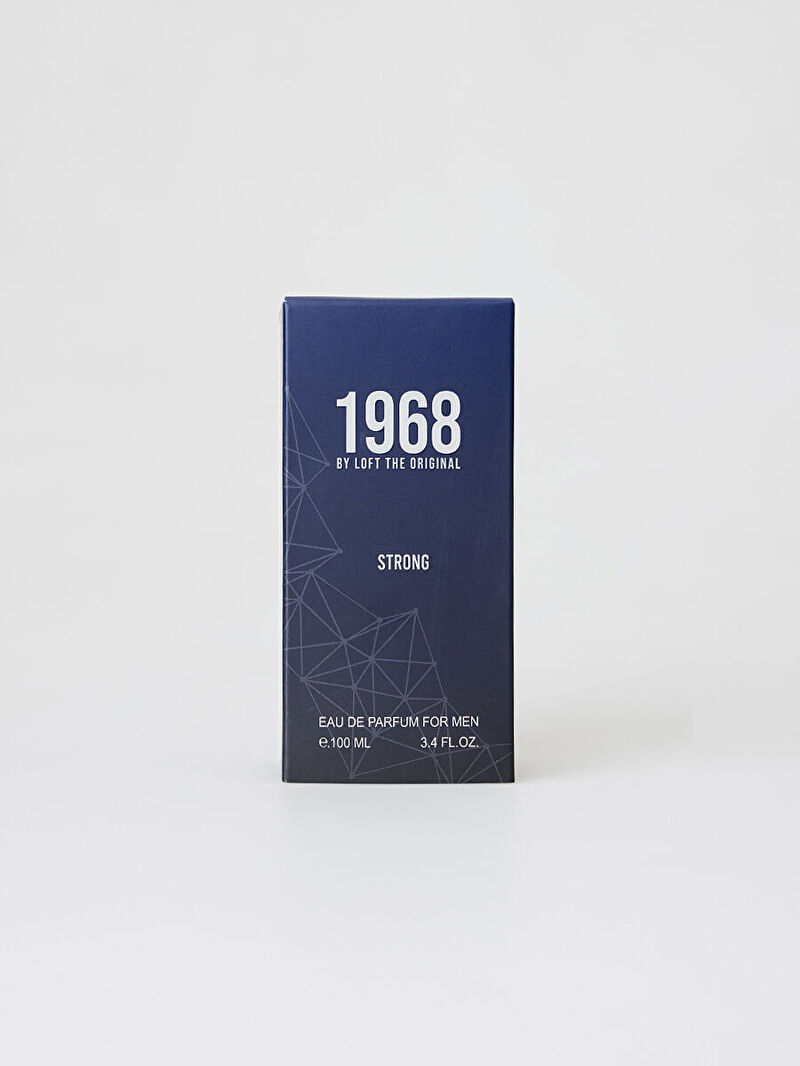 1968
BY LOFT THE ORIGINAL
STRONG
EAU DE PARFUM FOR MEN
℮.100 ML 3.4 FL.OZ.